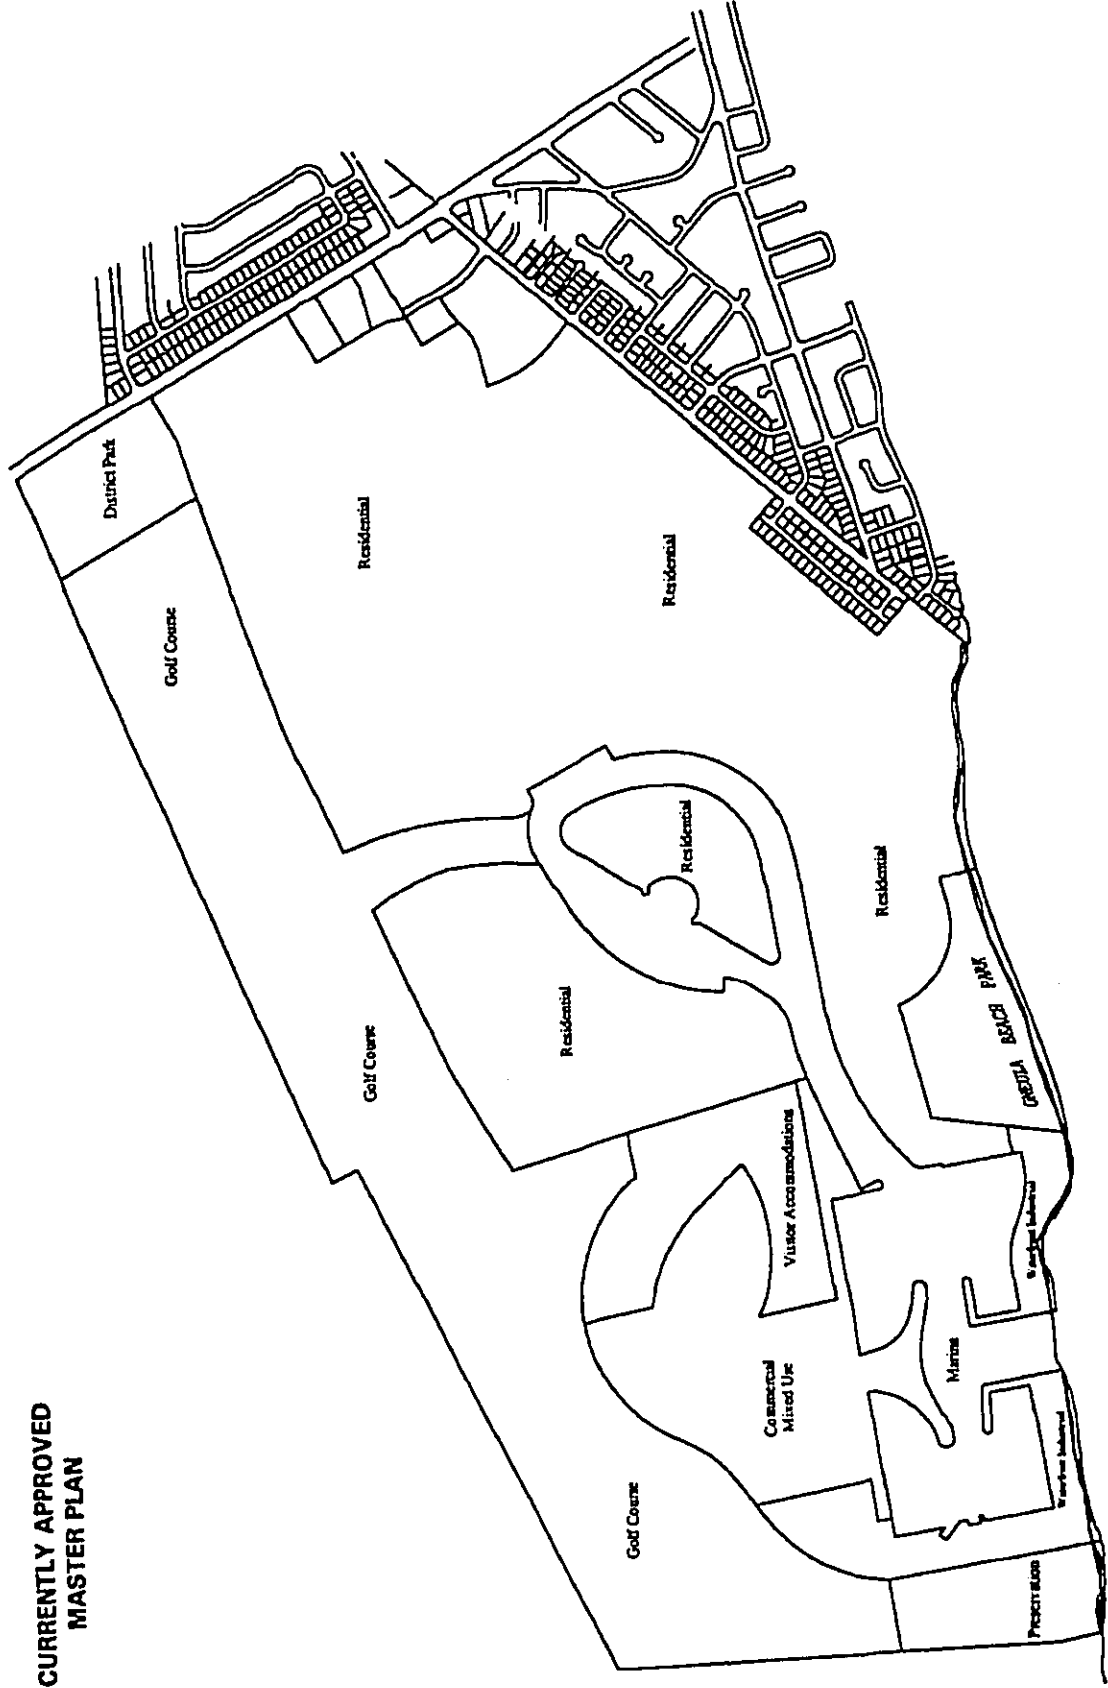 CURRENTLY APPROVED
MASTER PLAN
District Park
Golf Course
Residential
Residential
Golf Course
Residential
Residential
Residential
ONEULA BEACH PARK
Visitor Accommodations
Waterfront Industrial
Commercial
Mixed Use
Marina
Golf Course
Waterfront Industrial
Preservation